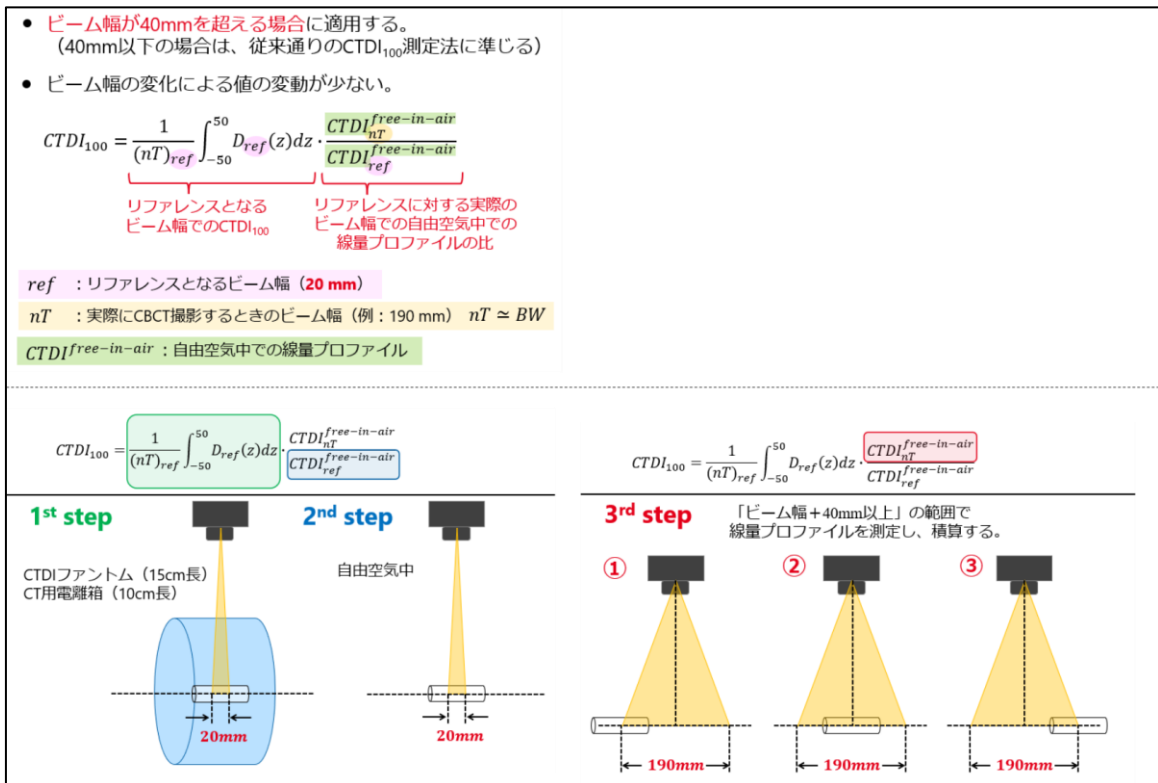 ● ビーム幅が40mmを超える場合に適用する。
（40mm以下の場合は、従来通りのCTDI₁₀₀測定法に準じる）
● ビーム幅の変化による値の変動が少ない。
CTDI₁₀₀ = 1/(nT)ref ∫₋₅₀⁵⁰ Dref(z)dz · CTDI nT free-in-air / CTDI ref free-in-air
リファレンスとなる
ビーム幅でのCTDI₁₀₀
リファレンスに対する実際の
ビーム幅での自由空気中での
線量プロファイルの比
ref ：リファレンスとなるビーム幅（20 mm）
nT ：実際にCBCT撮影するときのビーム幅（例：190 mm） nT ≃ BW
CTDI free-in-air：自由空気中での線量プロファイル
CTDI₁₀₀ = 1/(nT)ref ∫₋₅₀⁵⁰ Dref(z)dz · CTDI nT free-in-air / CTDI ref free-in-air
1st step
CTDIファントム（15cm長）
CT用電離箱（10cm長）
20mm
2nd step
自由空気中
20mm
CTDI₁₀₀ = 1/(nT)ref ∫₋₅₀⁵⁰ Dref(z)dz · CTDI nT free-in-air / CTDI ref free-in-air
3rd step
「ビーム幅＋40mm以上」の範囲で
線量プロファイルを測定し、積算する。
① ② ③
190mm
190mm
190mm